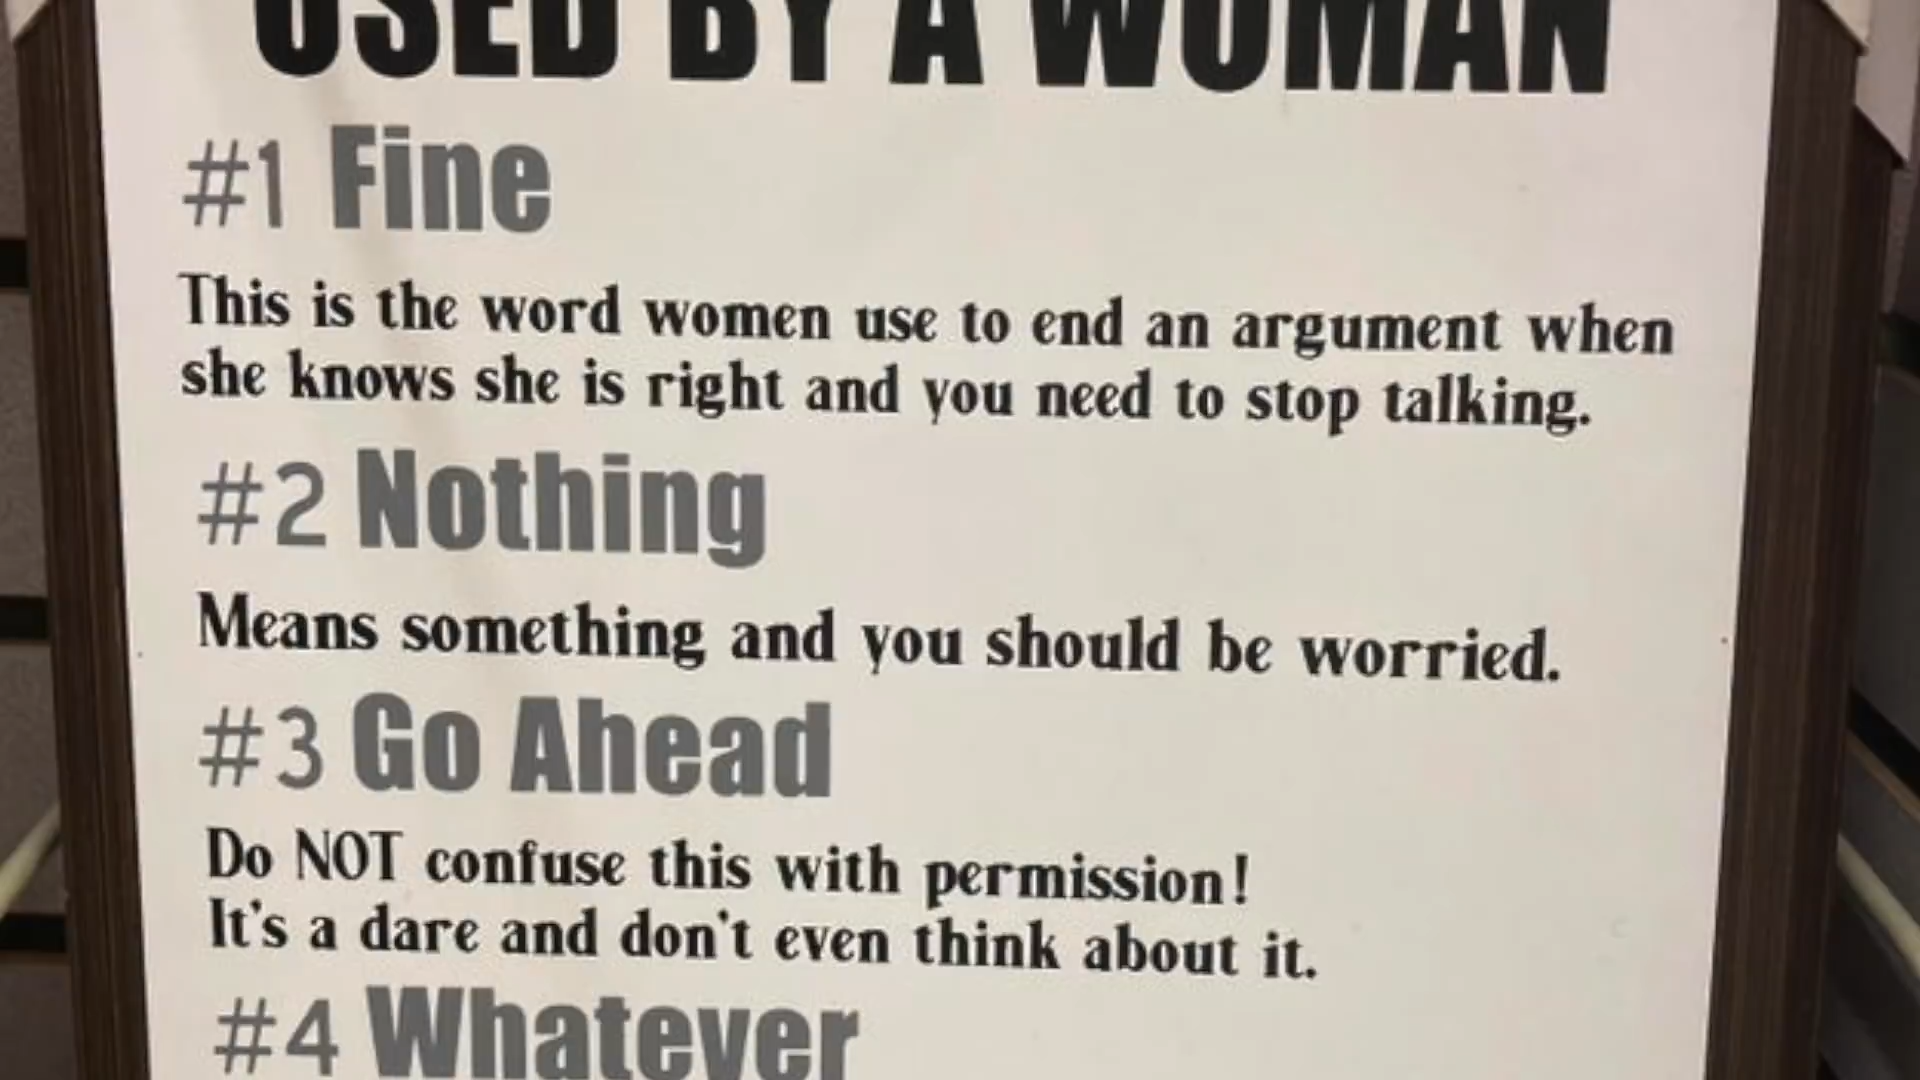 USED BY A WOMAN
#1 Fine
This is the word women use to end an argument when
she knows she is right and you need to stop talking.
#2 Nothing
Means something and you should be worried.
#3 Go Ahead
Do NOT confuse this with permission!
It's a dare and don't even think about it.
#4 Whatever